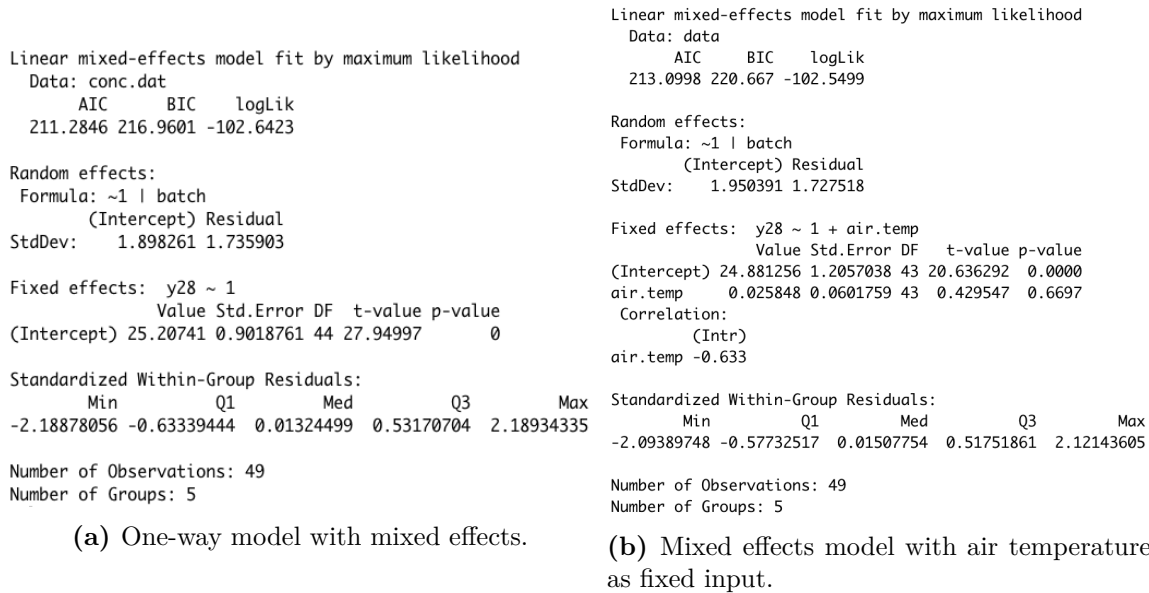 Linear mixed-effects model fit by maximum likelihood
Data: conc.dat
AIC BIC logLik
211.2846 216.9601 -102.6423
Random effects:
Formula: ~1 | batch
(Intercept) Residual
StdDev: 1.898261 1.735903
Fixed effects: y28 ~ 1
Value Std.Error DF t-value p-value
(Intercept) 25.20741 0.9018761 44 27.94997 0
Standardized Within-Group Residuals:
Min Q1 Med Q3 Max
-2.18878056 -0.63339444 0.01324499 0.53170704 2.18934335
Number of Observations: 49
Number of Groups: 5
(a) One-way model with mixed effects.
Linear mixed-effects model fit by maximum likelihood
Data: data
AIC BIC logLik
213.0998 220.667 -102.5499
Random effects:
Formula: ~1 | batch
(Intercept) Residual
StdDev: 1.950391 1.727518
Fixed effects: y28 ~ 1 + air.temp
Value Std.Error DF t-value p-value
(Intercept) 24.881256 1.2057038 43 20.636292 0.0000
air.temp 0.025848 0.0601759 43 0.429547 0.6697
Correlation:
(Intr)
air.temp -0.633
Standardized Within-Group Residuals:
Min Q1 Med Q3 Max
-2.09389748 -0.57732517 0.01507754 0.51751861 2.12143605
Number of Observations: 49
Number of Groups: 5
(b) Mixed effects model with air temperature
as fixed input.